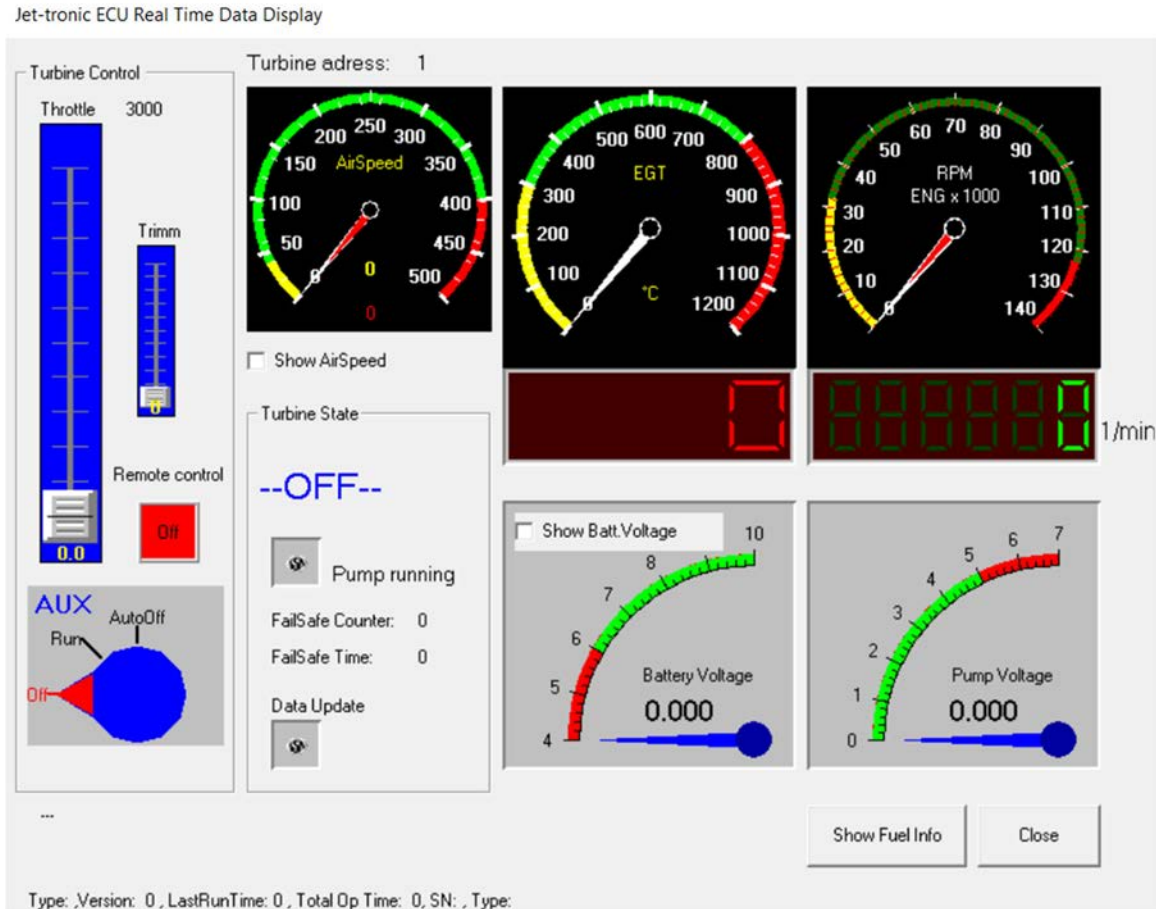 Jet-tronic ECU Real Time Data Display
Turbine Control
Throttle 3000
Trimm
0
Remote control
Off
0.0
AUX
AutoOff
Run
Off
...
Turbine adress: 1
200 250 300
150 350
AirSpeed
100 400
50 450
0 0 500
0
Show AirSpeed
500 600 700
400 800
EGT
300 900
200 1000
100 1100
°C
0 1200
0
60 70 80
50 90
RPM
40 100
ENG x 1000
30 110
20 120
10 130
0 140
0
1/min
Turbine State
--OFF--
Pump running
FailSafe Counter: 0
FailSafe Time: 0
Data Update
Show Batt.Voltage
10
8
7
6
5
4
Battery Voltage
0.000
7
6
5
4
3
2
1
0
Pump Voltage
0.000
Show Fuel Info
Close
Type: ,Version: 0 , LastRunTime: 0 , Total Op Time: 0, SN: , Type: